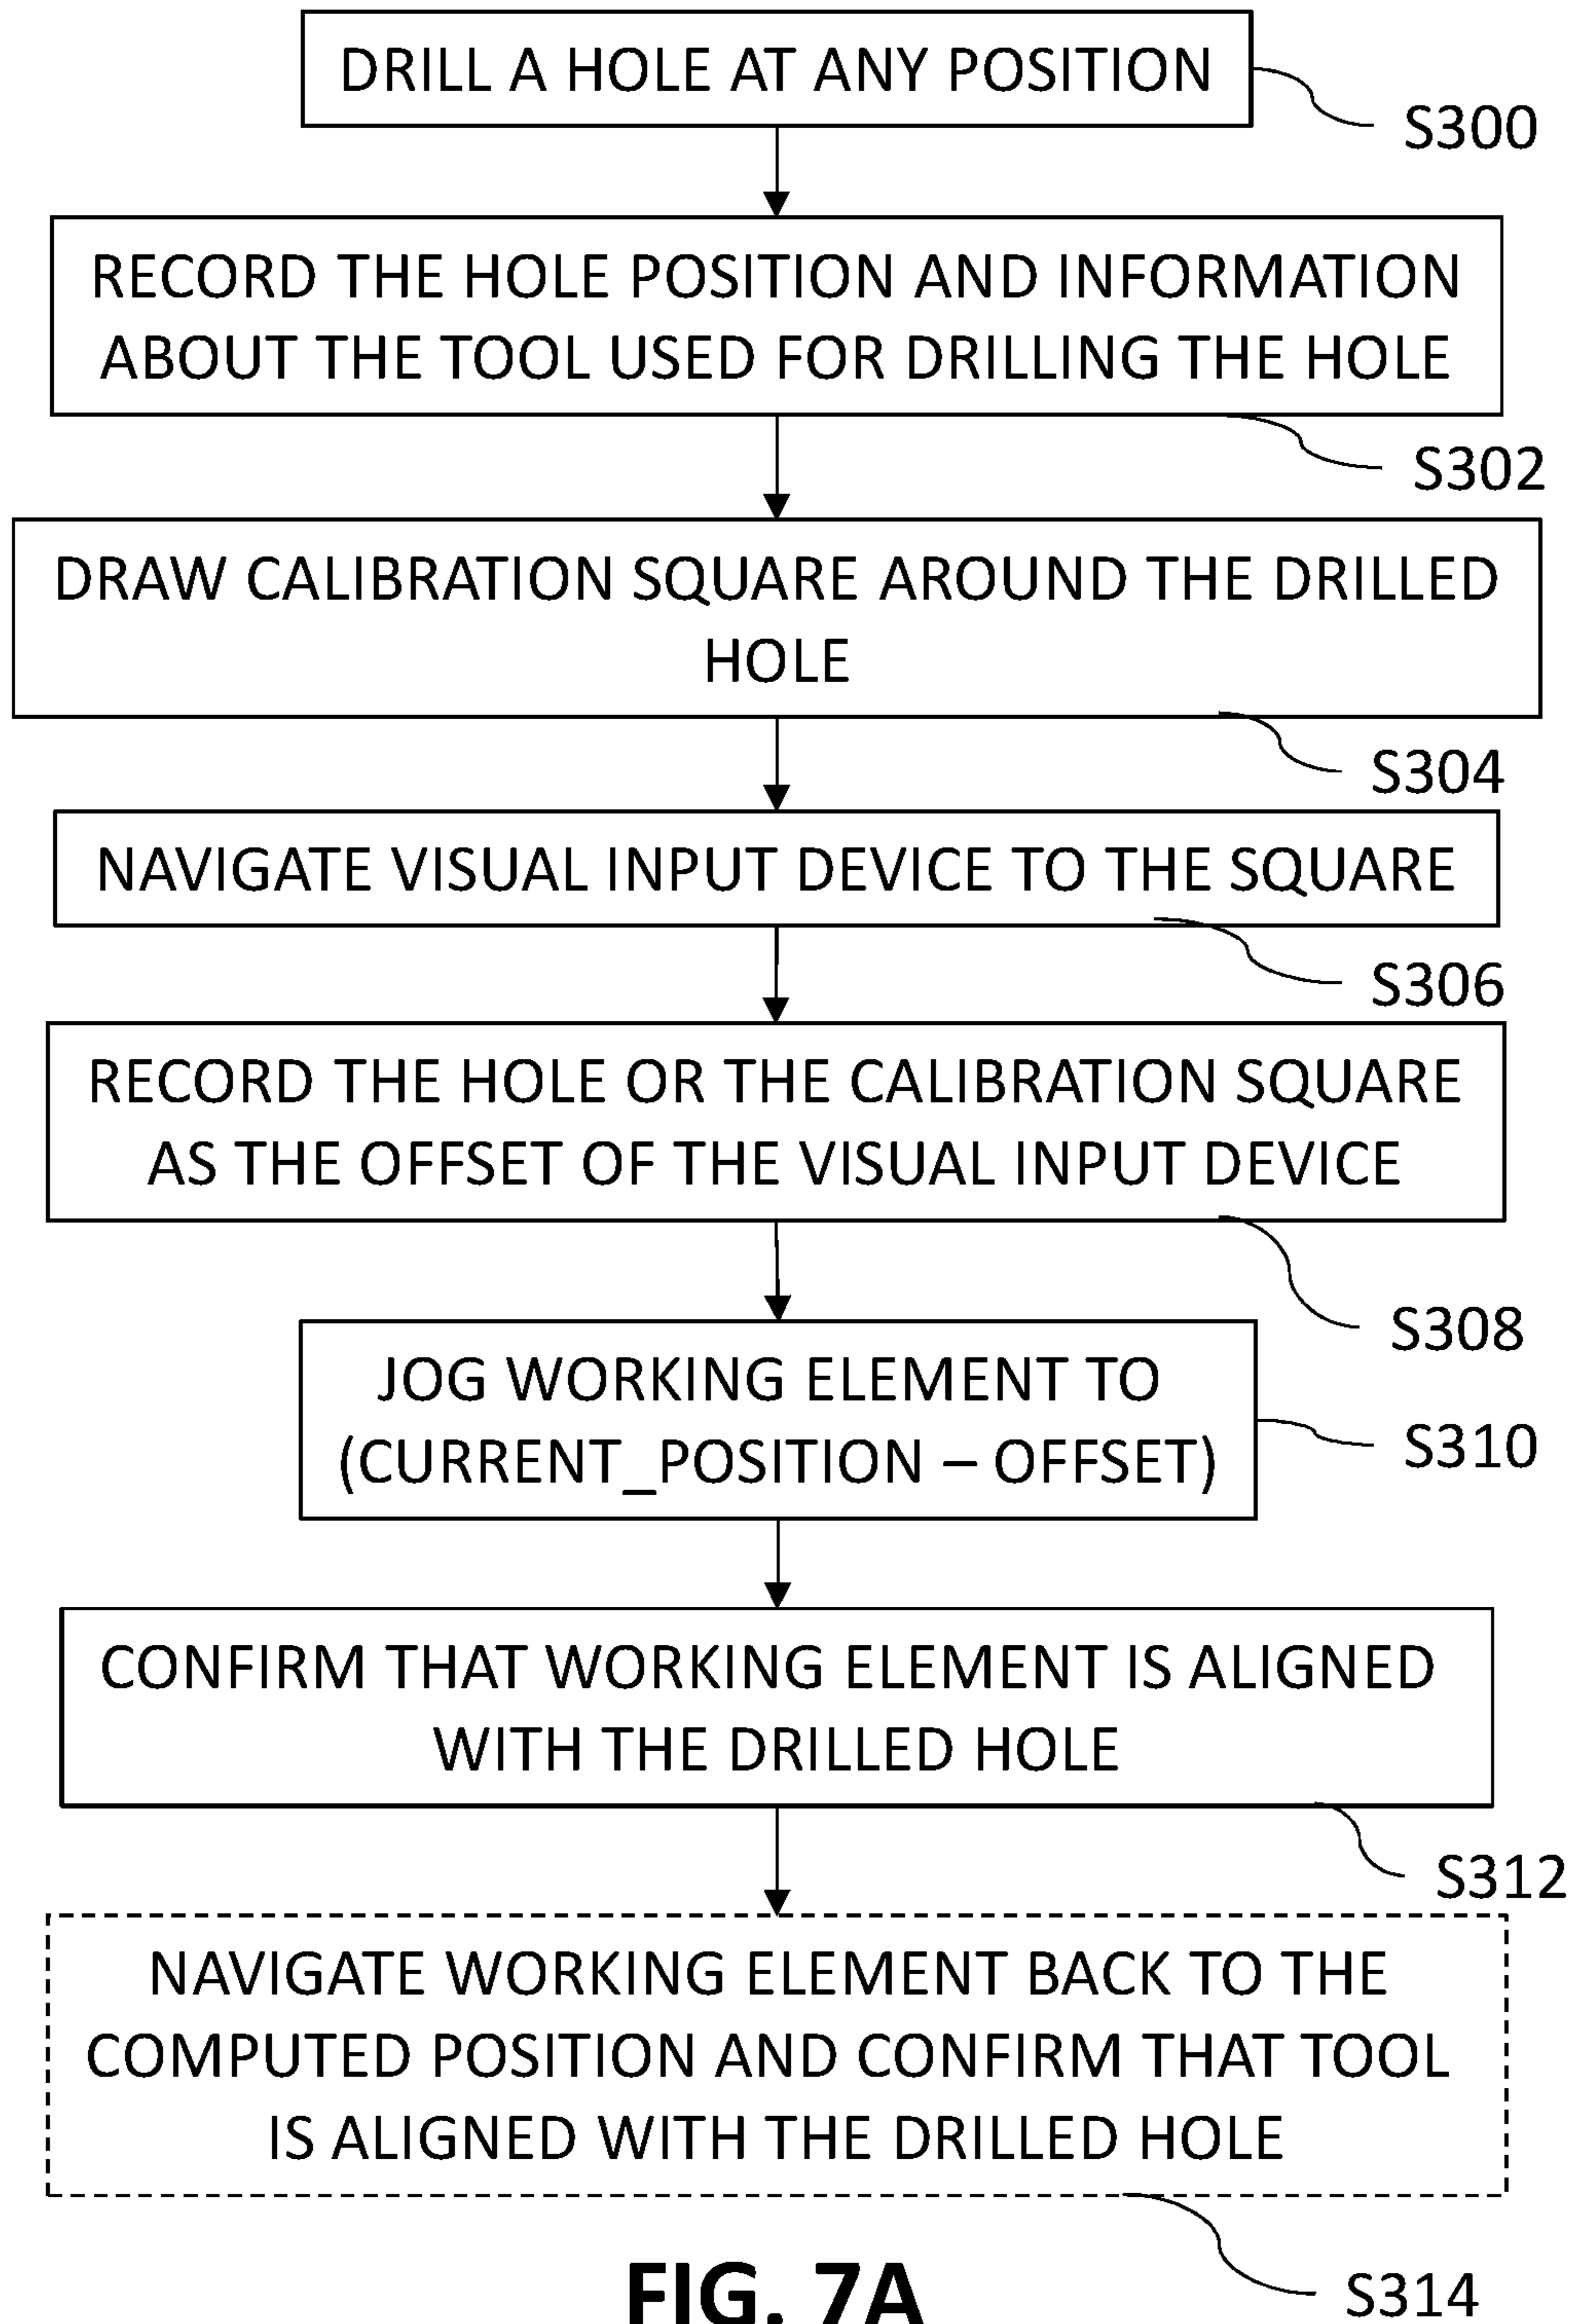 DRILL A HOLE AT ANY POSITION
S300
RECORD THE HOLE POSITION AND INFORMATION
ABOUT THE TOOL USED FOR DRILLING THE HOLE
S302
DRAW CALIBRATION SQUARE AROUND THE DRILLED
HOLE
S304
NAVIGATE VISUAL INPUT DEVICE TO THE SQUARE
S306
RECORD THE HOLE OR THE CALIBRATION SQUARE
AS THE OFFSET OF THE VISUAL INPUT DEVICE
S308
JOG WORKING ELEMENT TO
(CURRENT_POSITION – OFFSET)
S310
CONFIRM THAT WORKING ELEMENT IS ALIGNED
WITH THE DRILLED HOLE
S312
NAVIGATE WORKING ELEMENT BACK TO THE
COMPUTED POSITION AND CONFIRM THAT TOOL
IS ALIGNED WITH THE DRILLED HOLE
S314
FIG. 7A